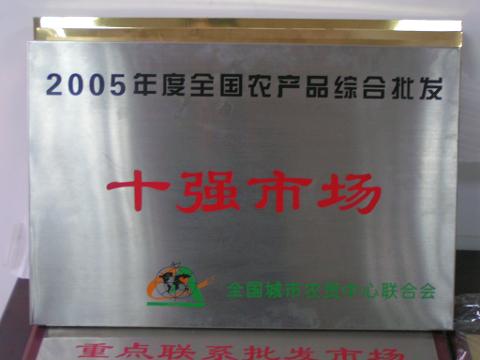 2005年度全国农产品综合批发
十强市场
全国城市农贸中心联合会
重点联系批发市场